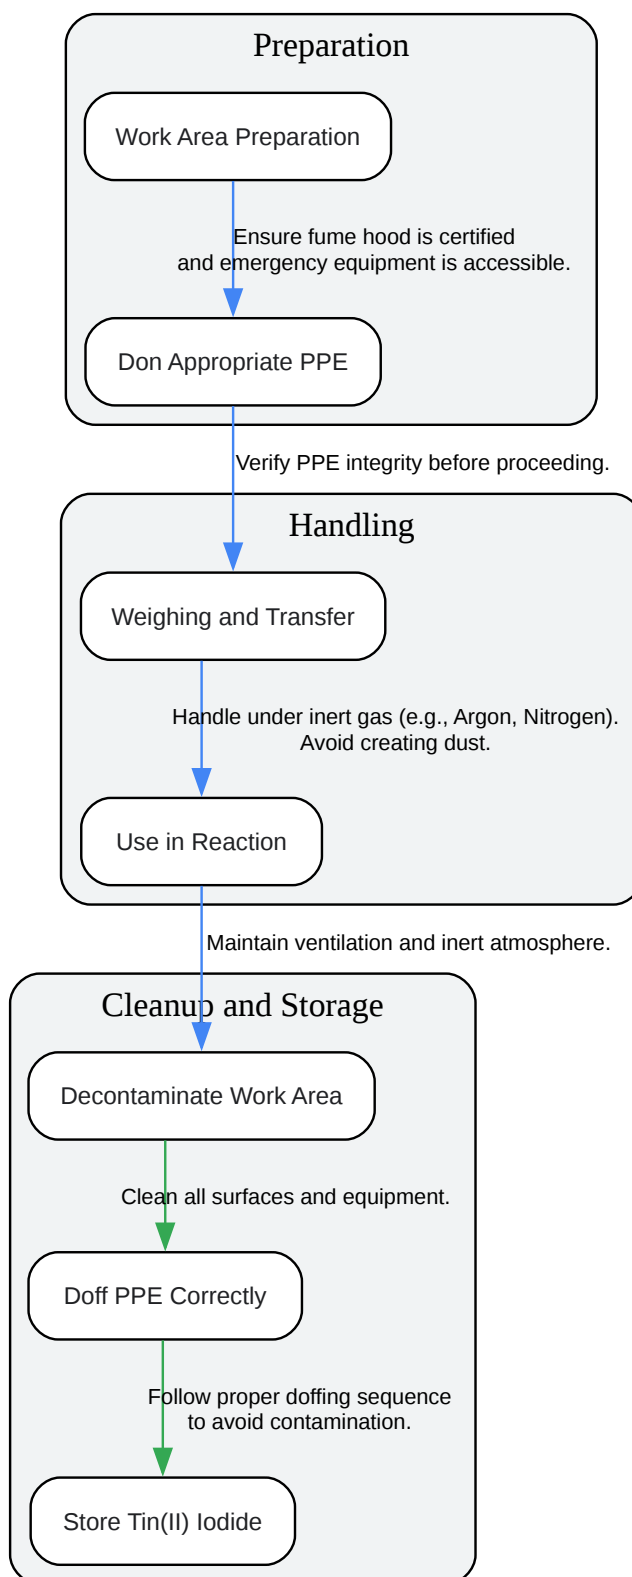 Preparation
Work Area Preparation
Ensure fume hood is certified
and emergency equipment is accessible.
Don Appropriate PPE
Verify PPE integrity before proceeding.
Handling
Weighing and Transfer
Handle under inert gas (e.g., Argon, Nitrogen).
Avoid creating dust.
Use in Reaction
Maintain ventilation and inert atmosphere.
Cleanup and Storage
Decontaminate Work Area
Clean all surfaces and equipment.
Doff PPE Correctly
Follow proper doffing sequence
to avoid contamination.
Store Tin(II) Iodide